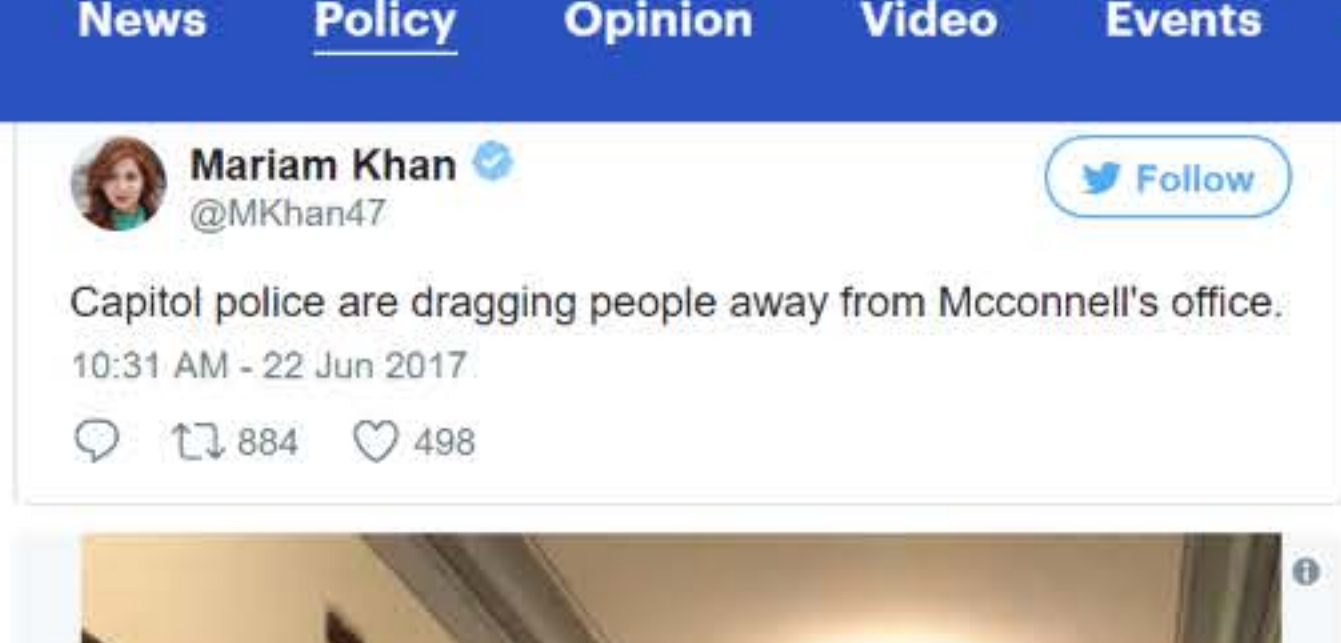 News Policy Opinion Video Events
Mariam Khan
Follow
@MKhan47
Capitol police are dragging people away from Mcconnell's office.
10:31 AM - 22 Jun 2017
884 498